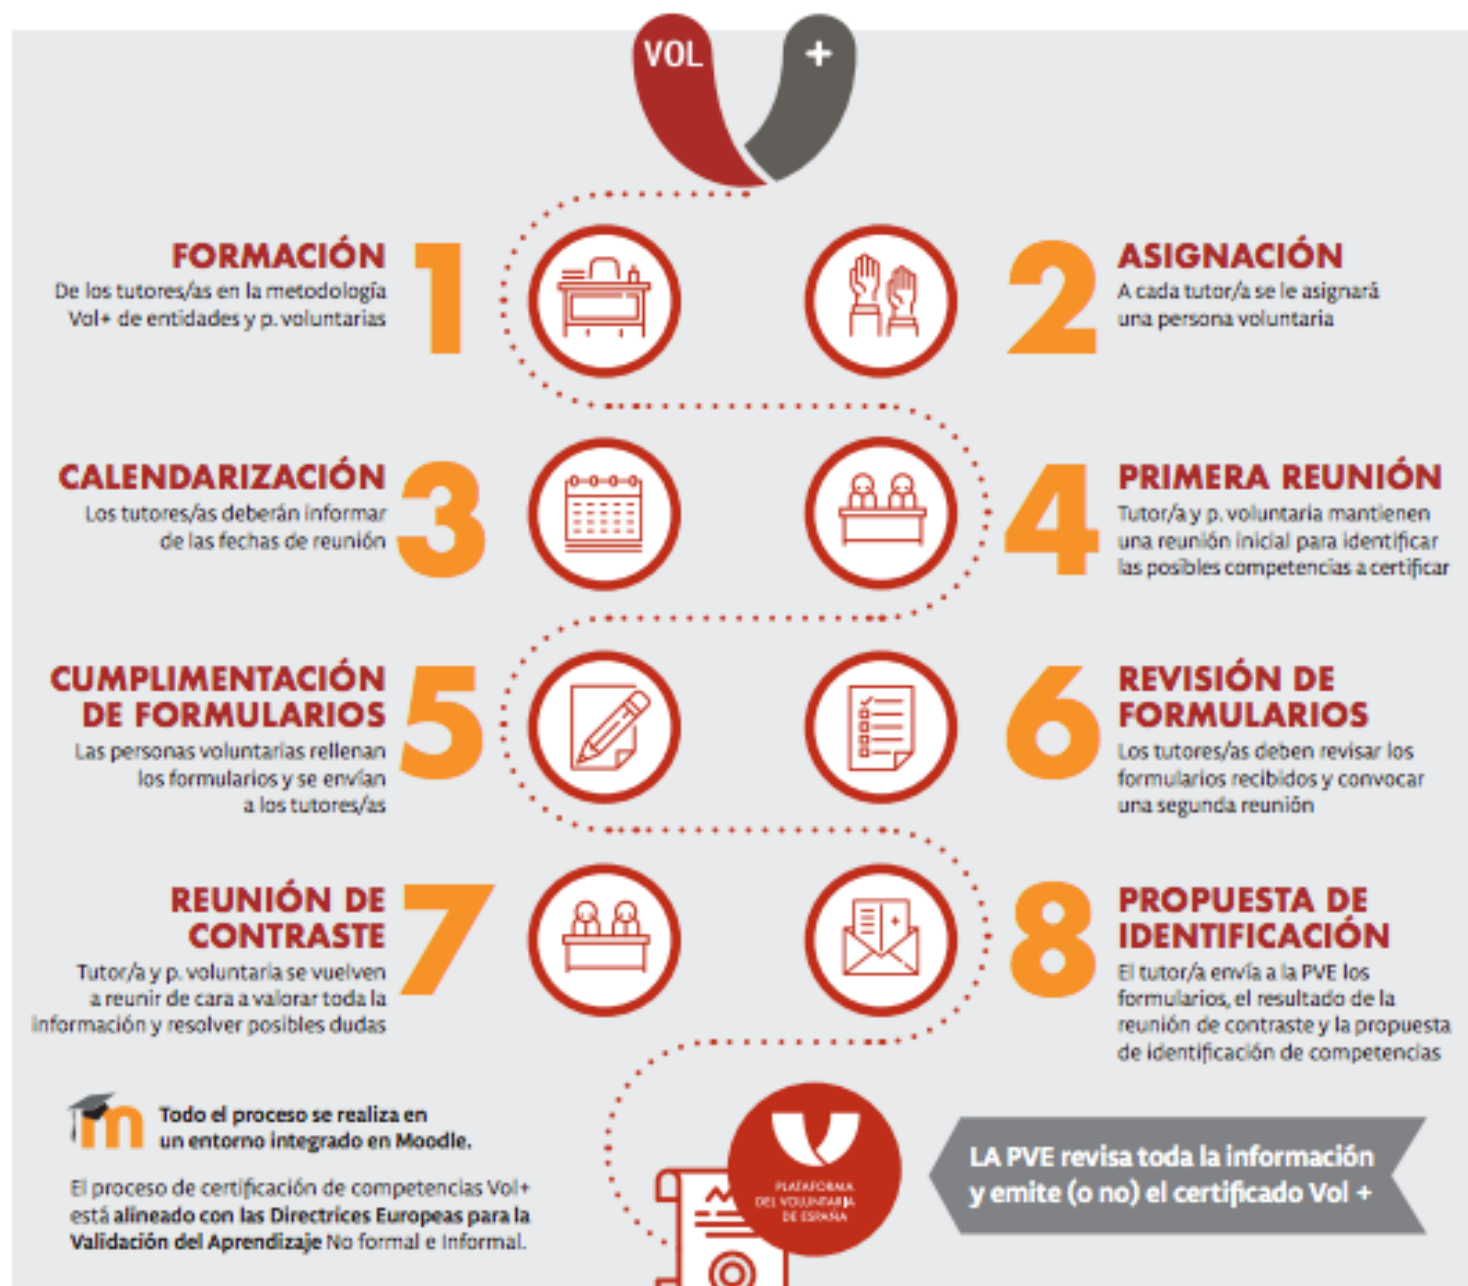 VOL +
1
FORMACIÓN
De los tutores/as en la metodología
Vol+ de entidades y p. voluntarias
2
ASIGNACIÓN
A cada tutor/a se le asignará
una persona voluntaria
3
CALENDARIZACIÓN
Los tutores/as deberán informar
de las fechas de reunión
4
PRIMERA REUNIÓN
Tutor/a y p. voluntaria mantienen
una reunión inicial para identificar
las posibles competencias a certificar
5
CUMPLIMENTACIÓN
DE FORMULARIOS
Las personas voluntarias rellenan
los formularios y se envían
a los tutores/as
6
REVISIÓN DE
FORMULARIOS
Los tutores/as deben revisar los
formularios recibidos y convocar
una segunda reunión
7
REUNIÓN DE
CONTRASTE
Tutor/a y p. voluntaria se vuelven
a reunir de cara a valorar toda la
información y resolver posibles dudas
8
PROPUESTA DE
IDENTIFICACIÓN
El tutor/a envía a la PVE los
formularios, el resultado de la
reunión de contraste y la propuesta
de identificación de competencias
m
Todo el proceso se realiza en
un entorno integrado en Moodle.
El proceso de certificación de competencias Vol+
está alineado con las Directrices Europeas para la
Validación del Aprendizaje No formal e Informal.
PLATAFORMA
DEL VOLUNTARIA
DE ESPAÑA
LA PVE revisa toda la información
y emite (o no) el certificado Vol +